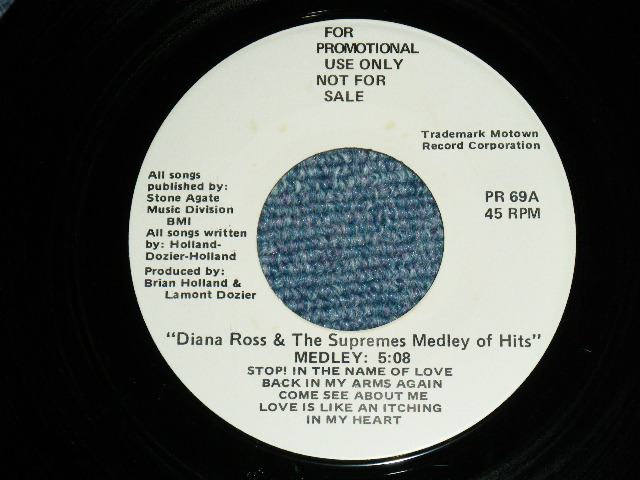 FOR
PROMOTIONAL
USE ONLY
NOT FOR
SALE
Trademark Motown
Record Corporation
All songs
published by:
Stone Agate
Music Division
BMI
All songs written
by: Holland-
Dozier-Holland
Produced by:
Brian Holland &
Lamont Dozier
PR 69A
45 RPM
"Diana Ross & The Supremes Medley of Hits"
MEDLEY: 5:08
STOP! IN THE NAME OF LOVE
BACK IN MY ARMS AGAIN
COME SEE ABOUT ME
LOVE IS LIKE AN ITCHING
IN MY HEART